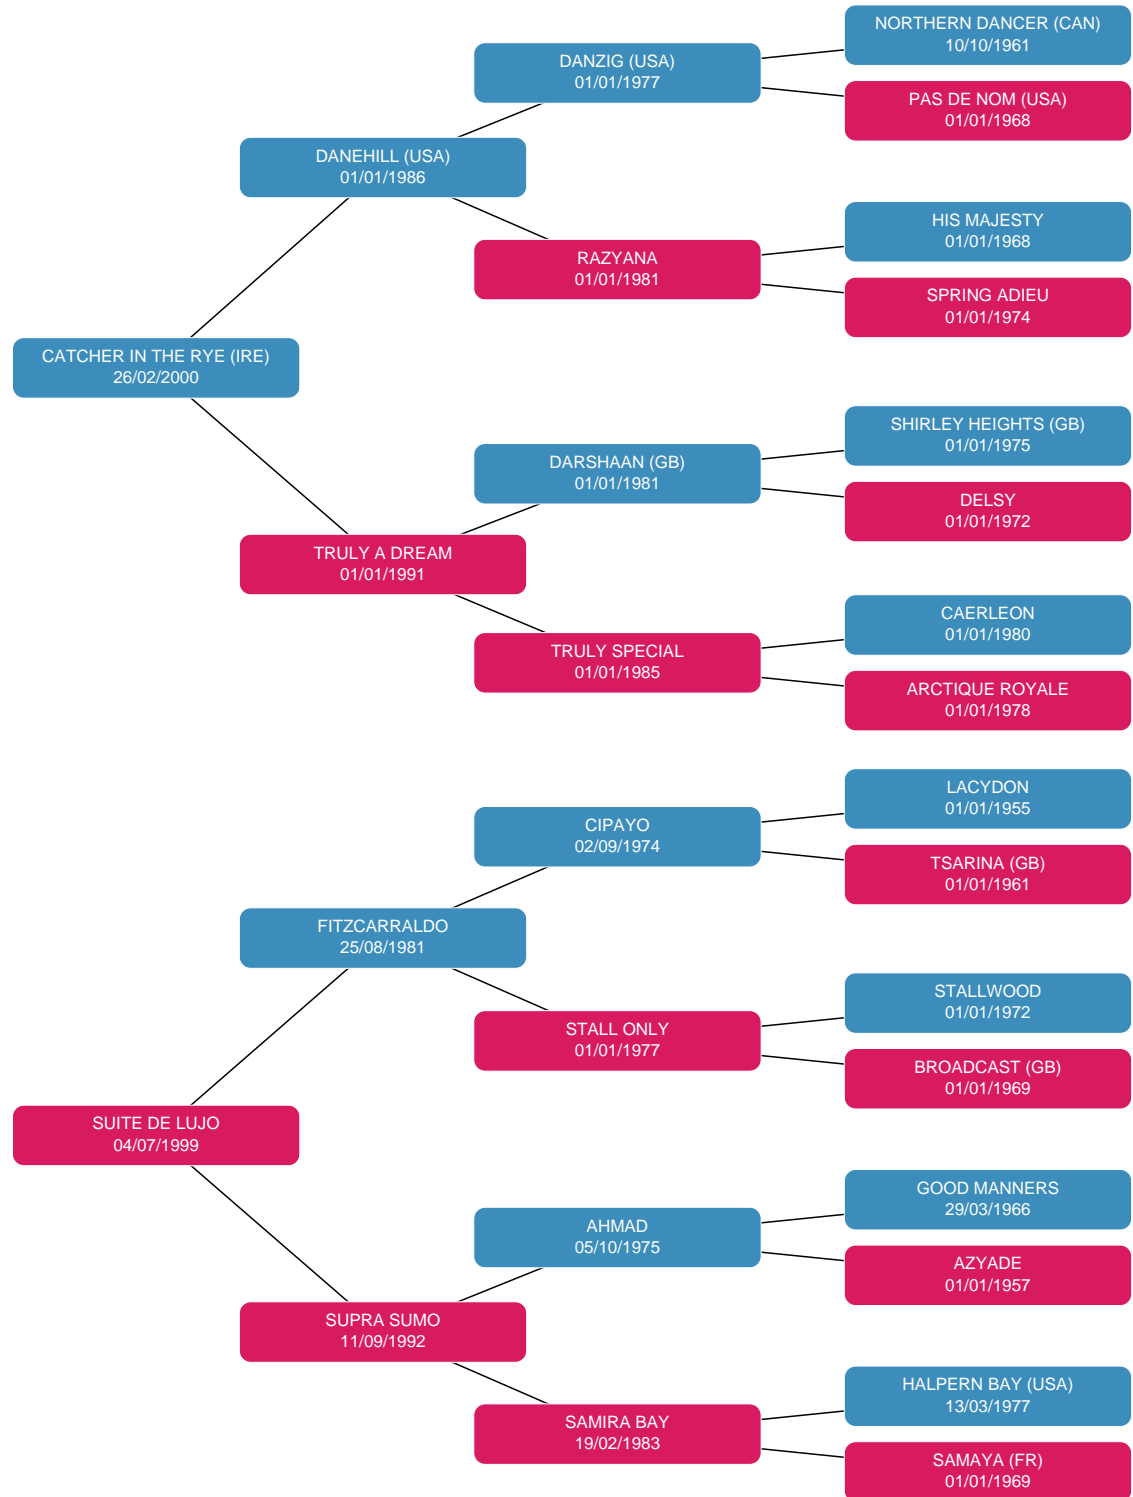 NORTHERN DANCER (CAN)
10/10/1961
DANZIG (USA)
01/01/1977
PAS DE NOM (USA)
01/01/1968
DANEHILL (USA)
01/01/1986
HIS MAJESTY
01/01/1968
RAZYANA
01/01/1981
SPRING ADIEU
01/01/1974
CATCHER IN THE RYE (IRE)
26/02/2000
SHIRLEY HEIGHTS (GB)
01/01/1975
DARSHAAN (GB)
01/01/1981
DELSY
01/01/1972
TRULY A DREAM
01/01/1991
CAERLEON
01/01/1980
TRULY SPECIAL
01/01/1985
ARCTIQUE ROYALE
01/01/1978
LACYDON
01/01/1955
CIPAYO
02/09/1974
TSARINA (GB)
01/01/1961
FITZCARRALDO
25/08/1981
STALLWOOD
01/01/1972
STALL ONLY
01/01/1977
BROADCAST (GB)
01/01/1969
SUITE DE LUJO
04/07/1999
GOOD MANNERS
29/03/1966
AHMAD
05/10/1975
AZYADE
01/01/1957
SUPRA SUMO
11/09/1992
HALPERN BAY (USA)
13/03/1977
SAMIRA BAY
19/02/1983
SAMAYA (FR)
01/01/1969